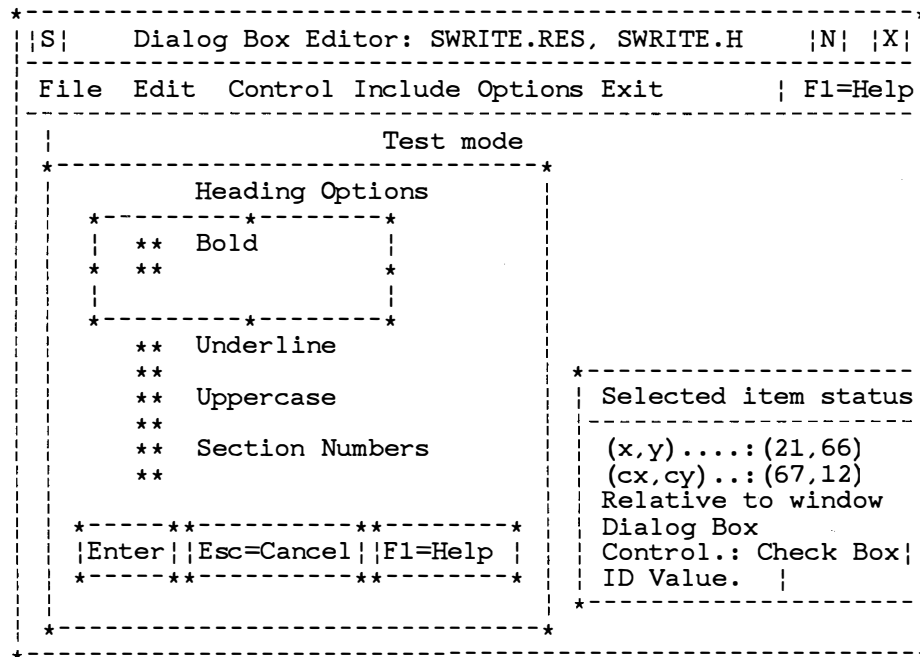 |S| Dialog Box Editor: SWRITE.RES, SWRITE.H |N| |X|
File Edit Control Include Options Exit | F1=Help
Test mode
Heading Options
** Bold
**
** Underline
**
** Uppercase
**
** Section Numbers
**
|Enter||Esc=Cancel||F1=Help |
Selected item status
(x,y)....:(21,66)
(cx,cy)..:(67,12)
Relative to window
Dialog Box
Control.: Check Box|
ID Value. |